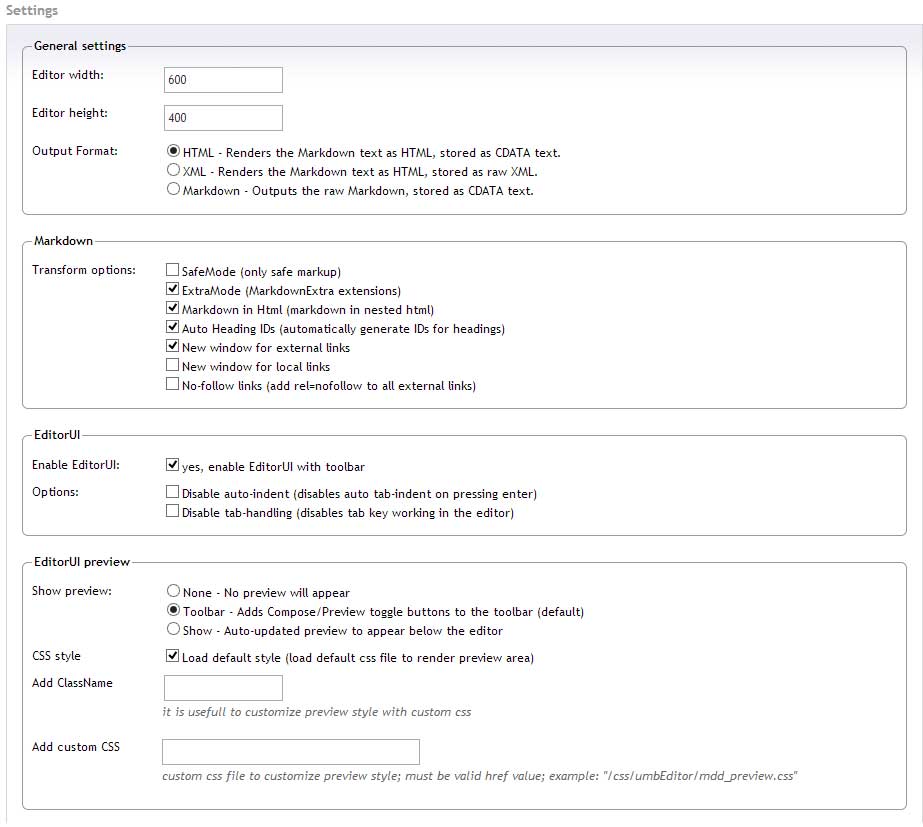 Settings
General settings
Editor width:
600
Editor height:
400
Output Format:
HTML - Renders the Markdown text as HTML, stored as CDATA text.
XML - Renders the Markdown text as HTML, stored as raw XML.
Markdown - Outputs the raw Markdown, stored as CDATA text.
Markdown
Transform options:
SafeMode (only safe markup)
ExtraMode (MarkdownExtra extensions)
Markdown in Html (markdown in nested html)
Auto Heading IDs (automatically generate IDs for headings)
New window for external links
New window for local links
No-follow links (add rel=nofollow to all external links)
EditorUI
Enable EditorUI:
yes, enable EditorUI with toolbar
Options:
Disable auto-indent (disables auto tab-indent on pressing enter)
Disable tab-handling (disables tab key working in the editor)
EditorUI preview
Show preview:
None - No preview will appear
Toolbar - Adds Compose/Preview toggle buttons to the toolbar (default)
Show - Auto-updated preview to appear below the editor
CSS style
Load default style (load default css file to render preview area)
Add ClassName
it is usefull to customize preview style with custom css
Add custom CSS
custom css file to customize preview style; must be valid href value; example: "/css/umbEditor/mdd_preview.css"